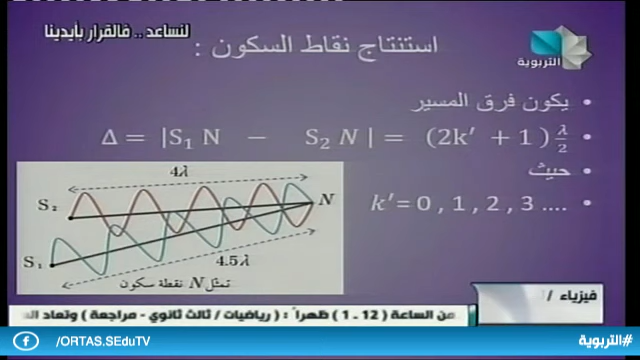 لنساعد .. فالقرار بأيدينا
التربوية
استنتاج نقاط السكون :
• يكون فرق المسير
• Δ = |S₁ N − S₂ N | = (2k′ + 1) λ/2
• حيث
• k′ = 0 , 1 , 2 , 3 ....
4λ
S₂
N
S₁
4.5λ
تمثل N نقطة سكون
فيزياء /
من الساعة ( 12 - 1 ) ظهراً : ( رياضيات / ثالث ثانوي - مراجعة ) وتعاد
/ORTAS.SEduTV
#التربوية